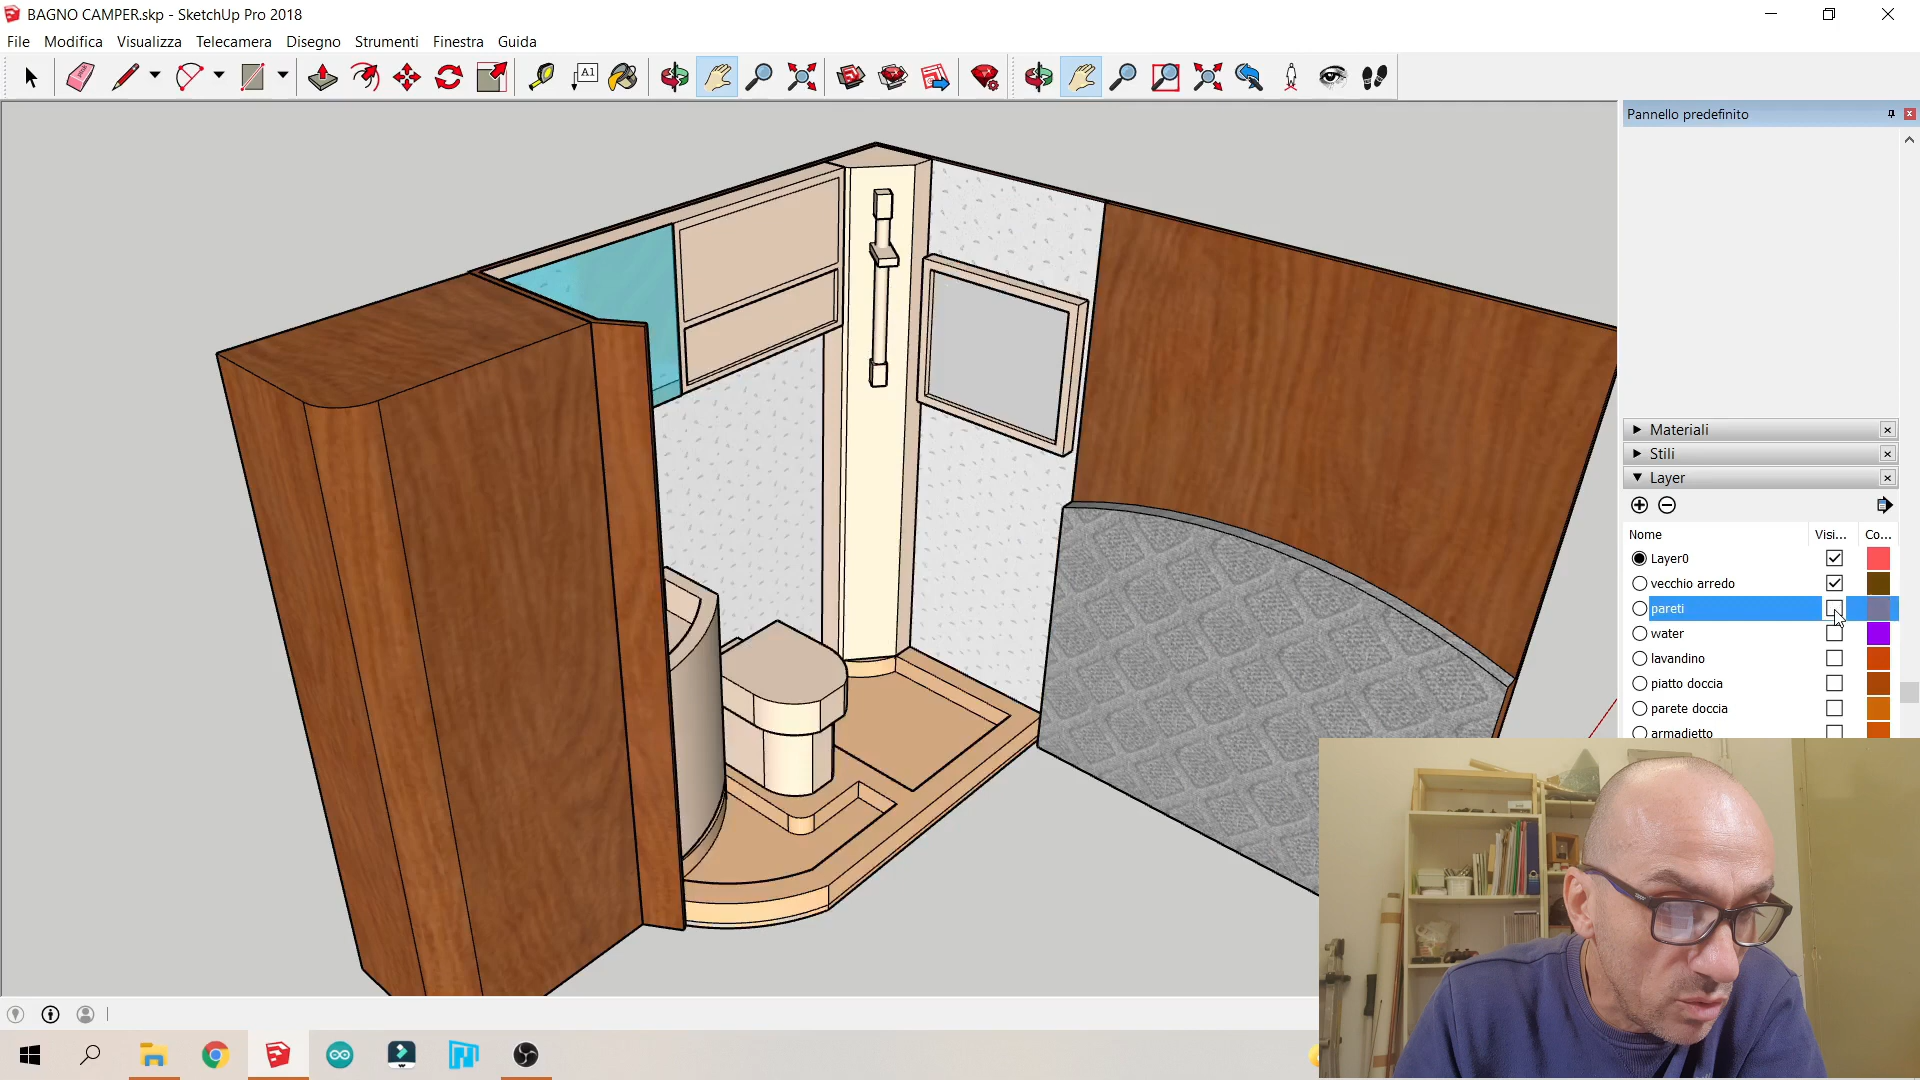 BAGNO CAMPER.skp - SketchUp Pro 2018
File Modifica Visualizza Telecamera Disegno Strumenti Finestra Guida
A1
Pannello predefinito
Materiali
Stili
Layer
Nome Visi... Co...
Layer0
vecchio arredo
pareti
water
lavandino
piatto doccia
parete doccia
armadietto